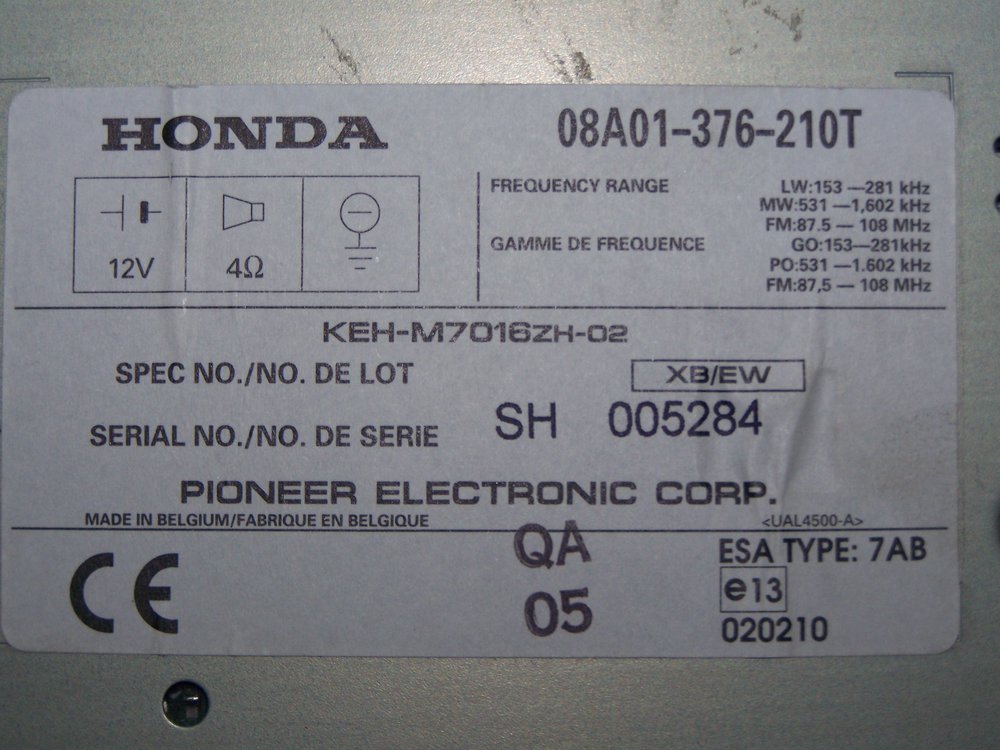 HONDA
08A01-376-210T
12V
4Ω
FREQUENCY RANGE
LW:153 —281 kHz
MW:531 —1,602 kHz
FM:87.5 — 108 MHz
GAMME DE FREQUENCE
GO:153—281kHz
PO:531 —1.602 kHz
FM:87,5 — 108 MHz
KEH-M7016ZH-02
SPEC NO./NO. DE LOT
XB/EW
SERIAL NO./NO. DE SERIE
SH 005284
PIONEER ELECTRONIC CORP.
MADE IN BELGIUM/FABRIQUE EN BELGIQUE
<UAL4500-A>
CE
QA
05
ESA TYPE: 7AB
e13
020210